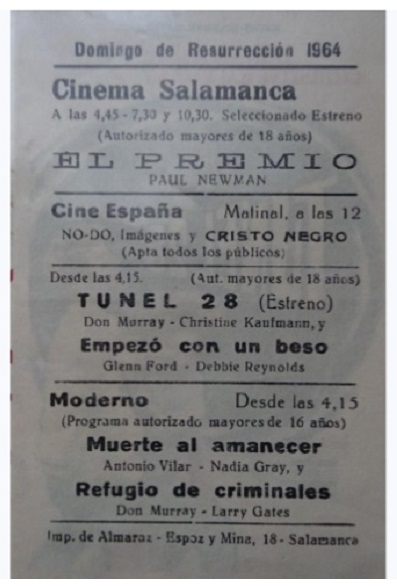 Domingo de Resurrección 1964
Cinema Salamanca
A las 4,45 - 7,30 y 10,30. Seleccionado Estreno
(Autorizado mayores de 18 años)
EL PREMIO
PAUL NEWMAN
Cine España Matinal, a las 12
NO-DO, Imágenes y CRISTO NEGRO
(Apta todos los públicos)
Desde las 4,15. (Aut. mayores de 18 años)
TUNEL 28 (Estreno)
Don Murray - Christine Kaufmann, y
Empezó con un beso
Glenn Ford - Debbie Reynolds
Moderno Desde las 4,15
(Programa autorizado mayores de 16 años)
Muerte al amanecer
Antonio Vilar - Nadia Gray, y
Refugio de criminales
Don Murray - Larry Gates
Imp. de Almaraz - Espoz y Mina, 18 - Salamanca